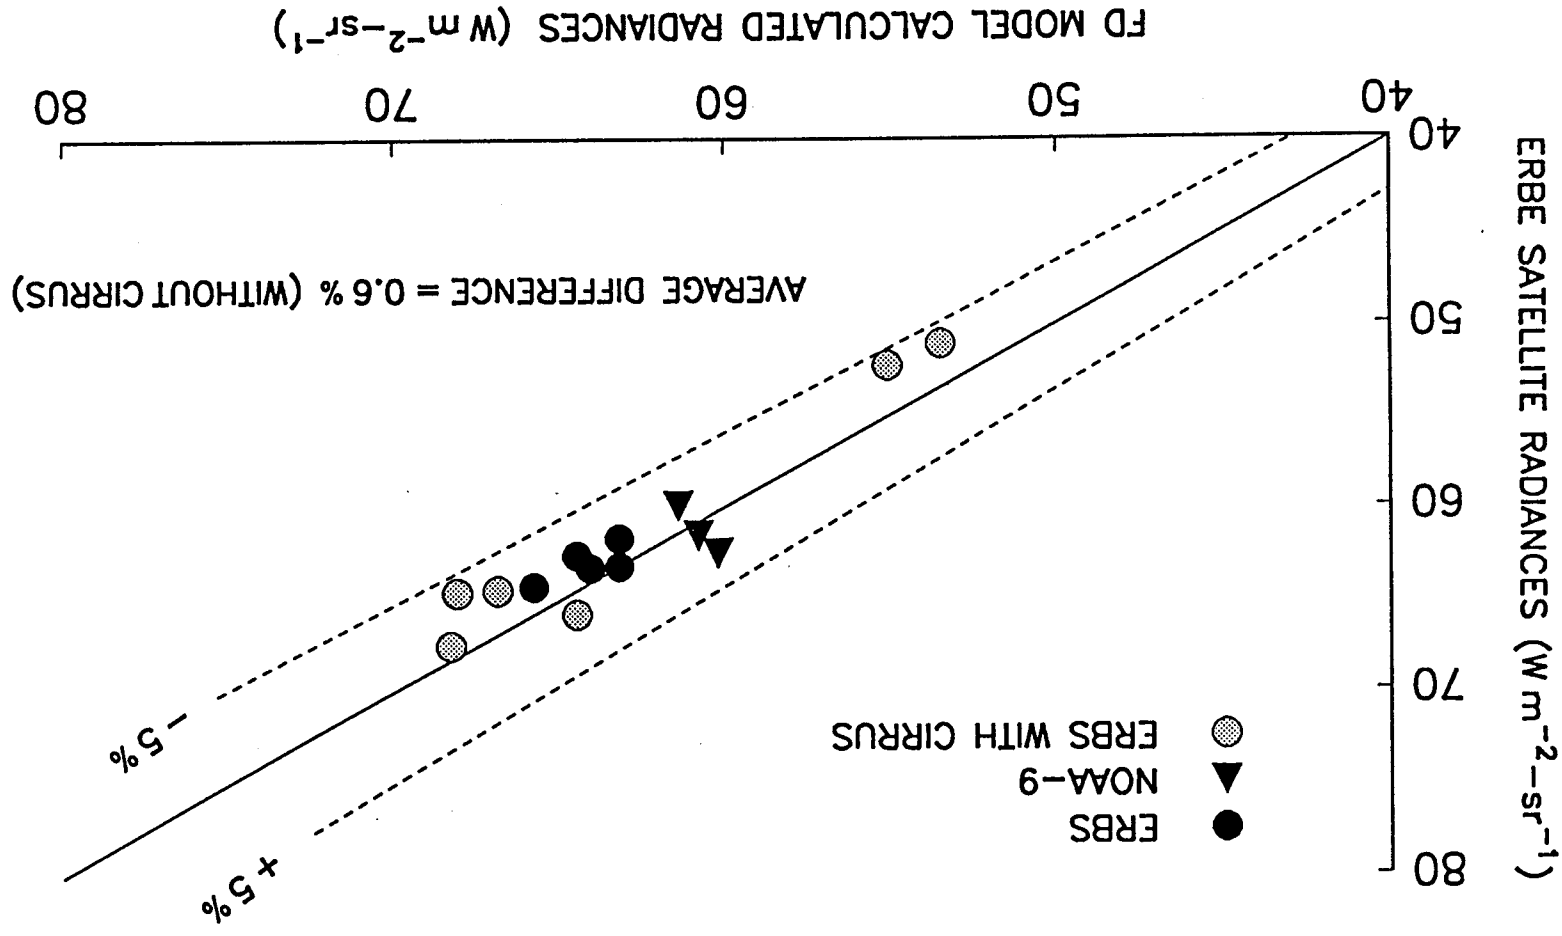 ERBE SATELLITE RADIANCES (W m⁻²–sr⁻¹)
80
70
60
50
40
● ERBS
▲ NOAA–9
ERBS WITH CIRRUS
+ 5%
– 5%
AVERAGE DIFFERENCE = 0.6 % (WITHOUT CIRRUS)
40
50
60
70
80
FD MODEL CALCULATED RADIANCES (W m⁻²–sr⁻¹)